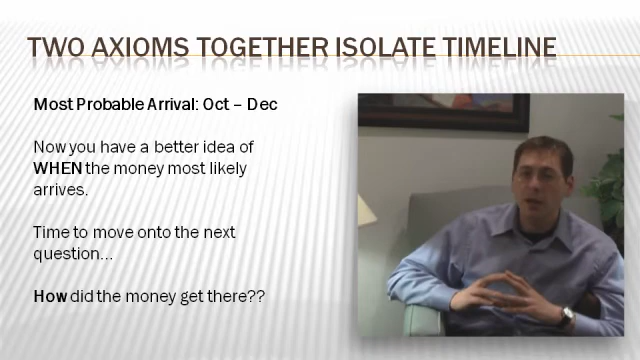 TWO AXIOMS TOGETHER ISOLATE TIMELINE
Most Probable Arrival: Oct – Dec
Now you have a better idea of
WHEN the money most likely
arrives.
Time to move onto the next
question...
How did the money get there??